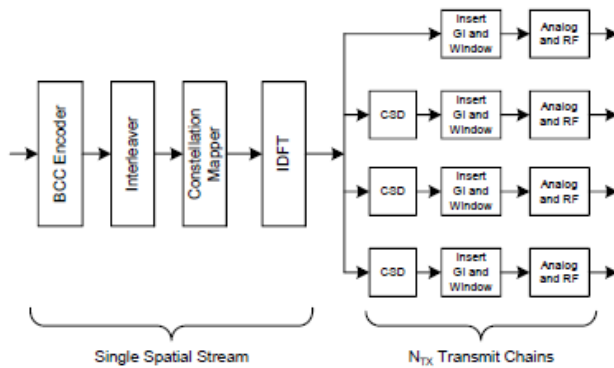 BCC Encoder
Interleaver
Constellation
Mapper
IDFT
Insert
GI and
Window
Analog
and RF
CSD
Insert
GI and
Window
Analog
and RF
CSD
Insert
GI and
Window
Analog
and RF
CSD
Insert
GI and
Window
Analog
and RF
Single Spatial Stream
NTX Transmit Chains